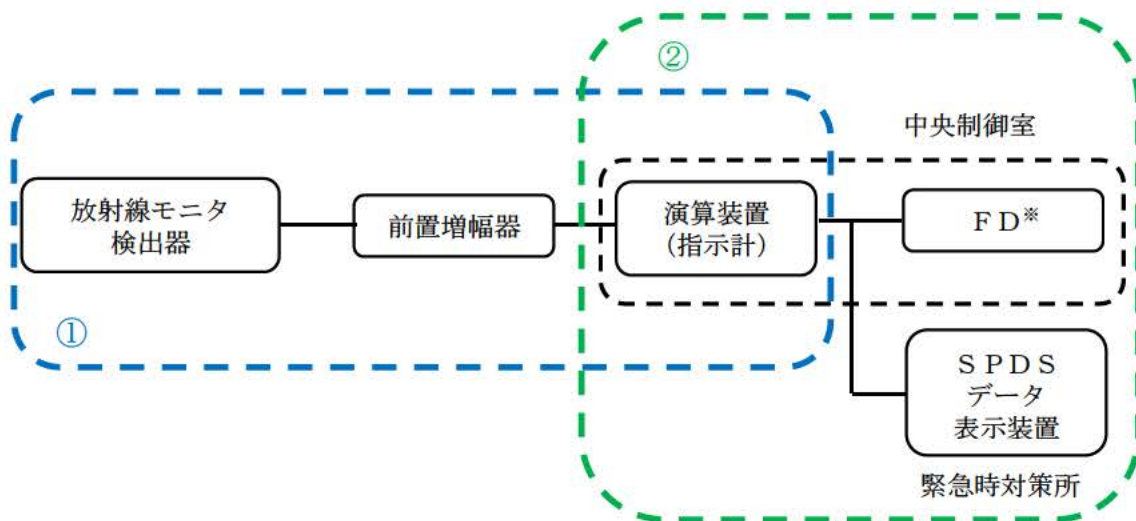 ②
中央制御室
放射線モニタ
検出器
前置増幅器
演算装置
（指示計）
ＦＤ※
①
ＳＰＤＳ
データ
表示装置
緊急時対策所